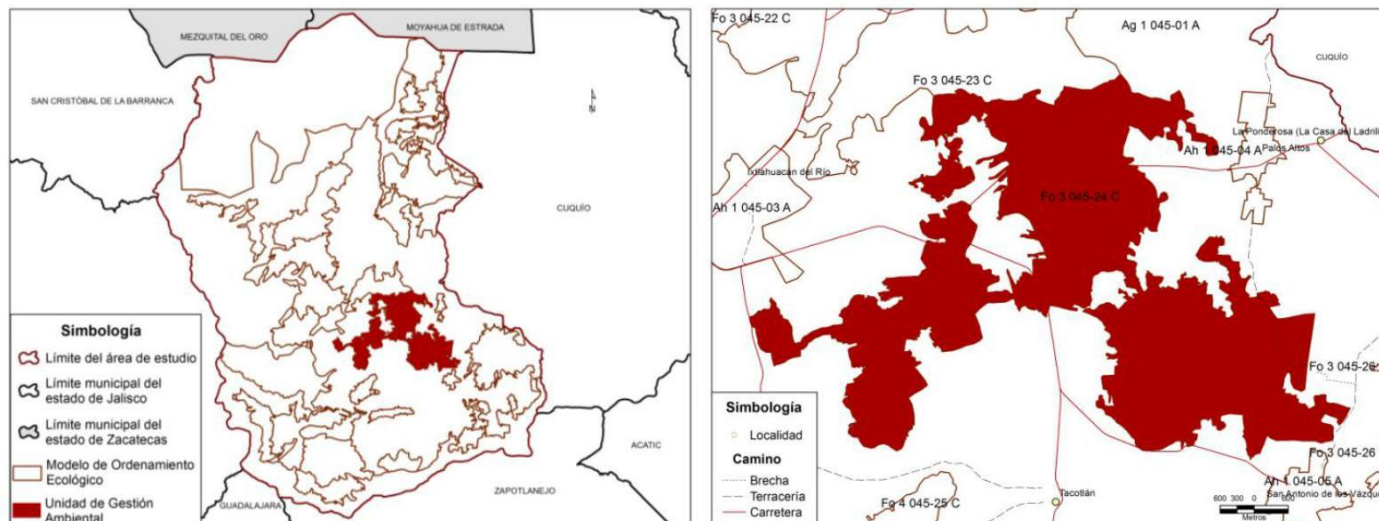 MEZQUITAL DEL ORO
MOYAHUA DE ESTRADA
SAN CRISTÓBAL DE LA BARRANCA
N
CUQUÍO
Simbología
Límite del área de estudio
Límite municipal del
estado de Jalisco
Límite municipal del
estado de Zacatecas
Modelo de Ordenamiento
Ecológico
Unidad de Gestión
Ambiental
ACATIC
ZAPOTLANEJO
GUADALAJARA
Fo 3 045-22 C
Ag 1 045-01 A
CUQUÍO
Fo 3 045-23 C
La Ponderosa (La Casa del Ladrill
Ah 1 045-04 A
Palos Altos
Ixtlahuacán del Río
Fo 3 045-24 C
Ah 1 045-03 A
Fo 3 045-26
Simbología
Localidad
Camino
Brecha
Terracería
Carretera
Fo 3 045-26
Ah 1 045-05 A
San Antonio de los Vázque
Fo 4 045-25 C
Tacotlán
600 300 0 600
Metros